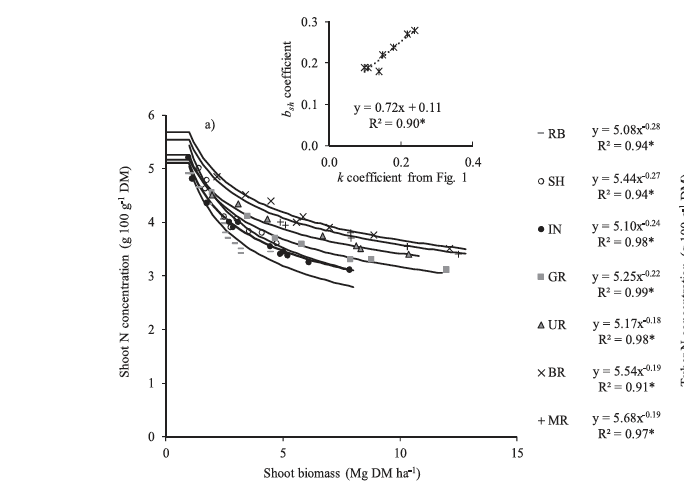 0.3
0.2
0.1
0.0
b_sh coefficient
y = 0.72x + 0.11
R² = 0.90*
0.0 0.2 0.4
k coefficient from Fig. 1
a)
6
5
4
3
2
1
0
Shoot N concentration (g 100 g⁻¹ DM)
0 5 10 15
Shoot biomass (Mg DM ha⁻¹)
RB y = 5.08x^-0.28
R² = 0.94*
SH y = 5.44x^-0.27
R² = 0.94*
IN y = 5.10x^-0.24
R² = 0.98*
GR y = 5.25x^-0.22
R² = 0.99*
UR y = 5.17x^-0.18
R² = 0.98*
BR y = 5.54x^-0.19
R² = 0.91*
MR y = 5.68x^-0.19
R² = 0.97*